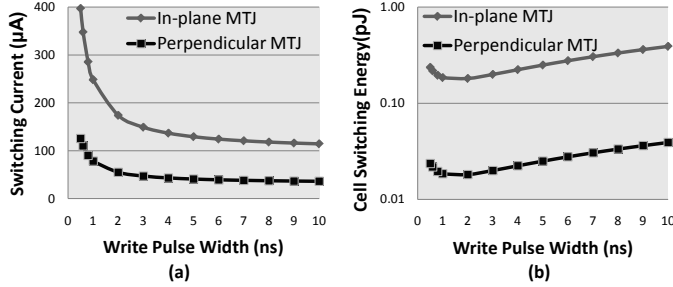 400
300
200
100
0
Switching Current (µA)
In-plane MTJ
Perpendicular MTJ
0 1 2 3 4 5 6 7 8 9 10
Write Pulse Width (ns)
(a)
1.00
0.10
0.01
Cell Switching Energy(pJ)
In-plane MTJ
Perpendicular MTJ
0 1 2 3 4 5 6 7 8 9 10
Write Pulse Width (ns)
(b)